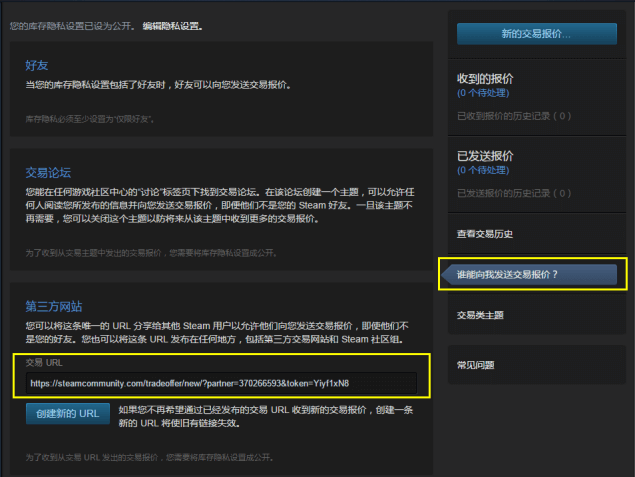 您的库存隐私设置已设为公开。 编辑隐私设置。
好友
当您的库存隐私设置包括了好友时，好友可以向您发送交易报价。
库存隐私必须至少设置为“仅限好友”。
交易论坛
您能在任何游戏社区中心的“讨论”标签页下找到交易论坛。在该论坛创建一个主题，可以允许任
何人阅读您所发布的信息并向您发送交易报价，即使他们不是您的 Steam 好友。一旦该主题不
再需要，您可以关闭这个主题以防将来从该主题中收到更多的交易报价。
为了收到从交易主题中发出的交易报价，您需要将库存隐私设置成公开。
第三方网站
您可以将这条唯一的 URL 分享给其他 Steam 用户以允许他们向您发送交易报价，即使他们不
是您的好友。您也可以将这条 URL 发布在任何地方，包括第三方交易网站和 Steam 社区组。
交易 URL
https://steamcommunity.com/tradeoffer/new/?partner=370266593&token=Yiyf1xN8
创建新的 URL
如果您不再希望通过已经发布的交易 URL 收到新的交易报价，创建一条
新的 URL 将使旧有链接失效。
为了收到从交易 URL 发出的交易报价，您需要将库存隐私设置成公开。
新的交易报价...
收到的报价
(0 个待处理)
已收到报价的历史记录（0）
已发送报价
(0 个待处理)
已发送报价的历史记录（0）
查看交易历史
谁能向我发送交易报价？
交易类主题
常见问题